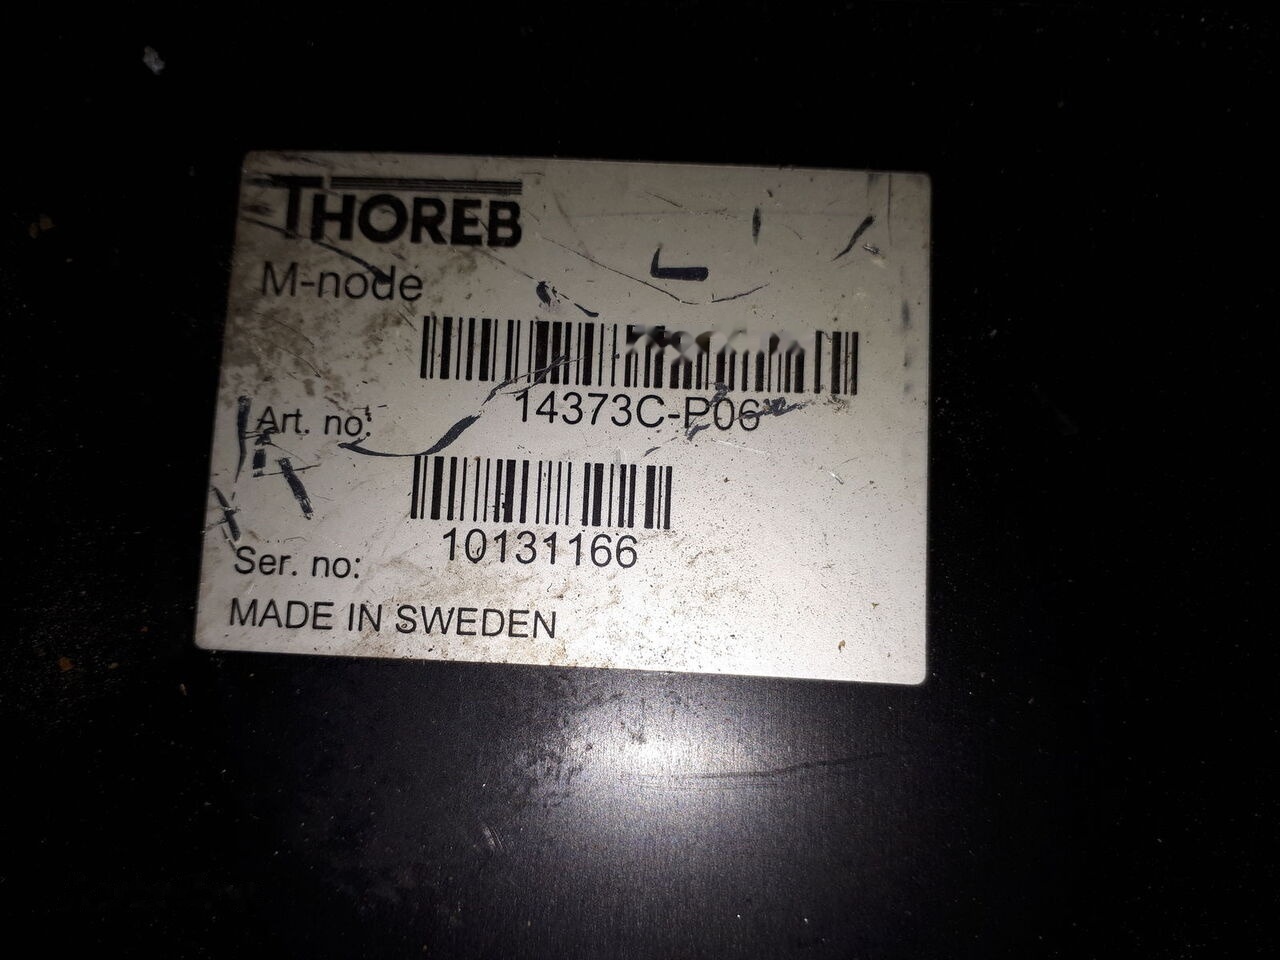 THOREB
M-node
Art. no: 14373C-P06
Ser. no: 10131166
MADE IN SWEDEN